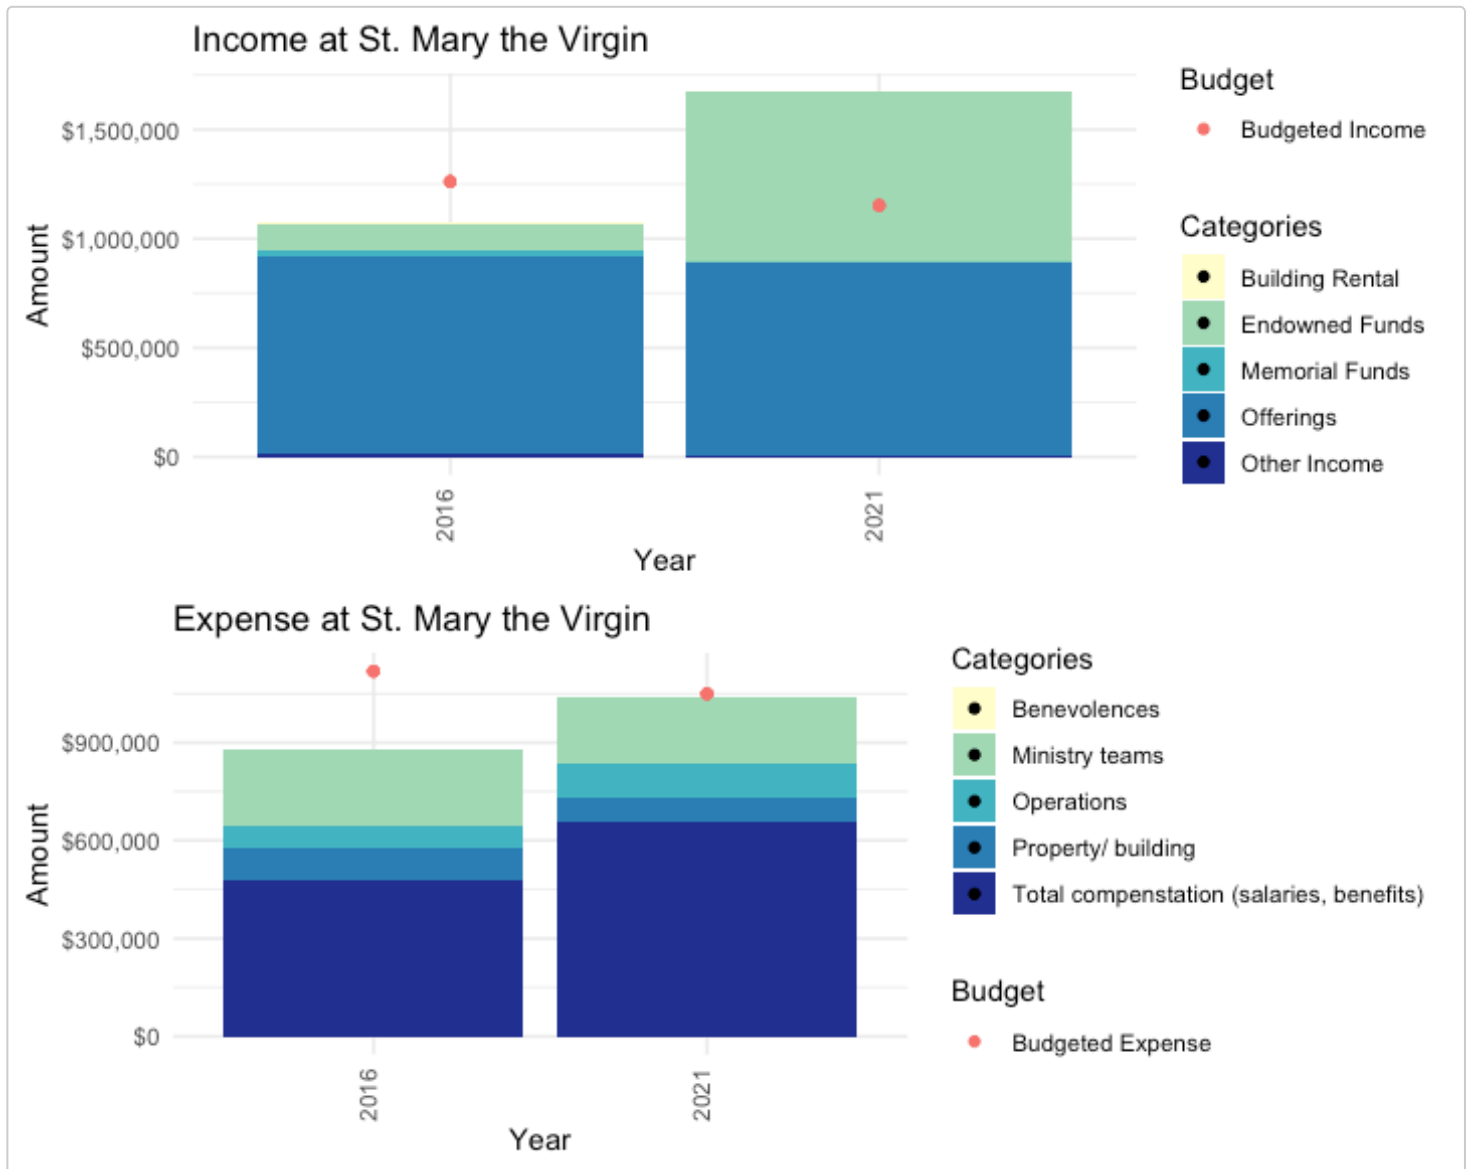 Income at St. Mary the Virgin
Amount
$1,500,000
$1,000,000
$500,000
$0
2016
2021
Year
Budget
Budgeted Income
Categories
Building Rental
Endowned Funds
Memorial Funds
Offerings
Other Income
Expense at St. Mary the Virgin
Amount
$900,000
$600,000
$300,000
$0
2016
2021
Year
Categories
Benevolences
Ministry teams
Operations
Property/ building
Total compenstation (salaries, benefits)
Budget
Budgeted Expense